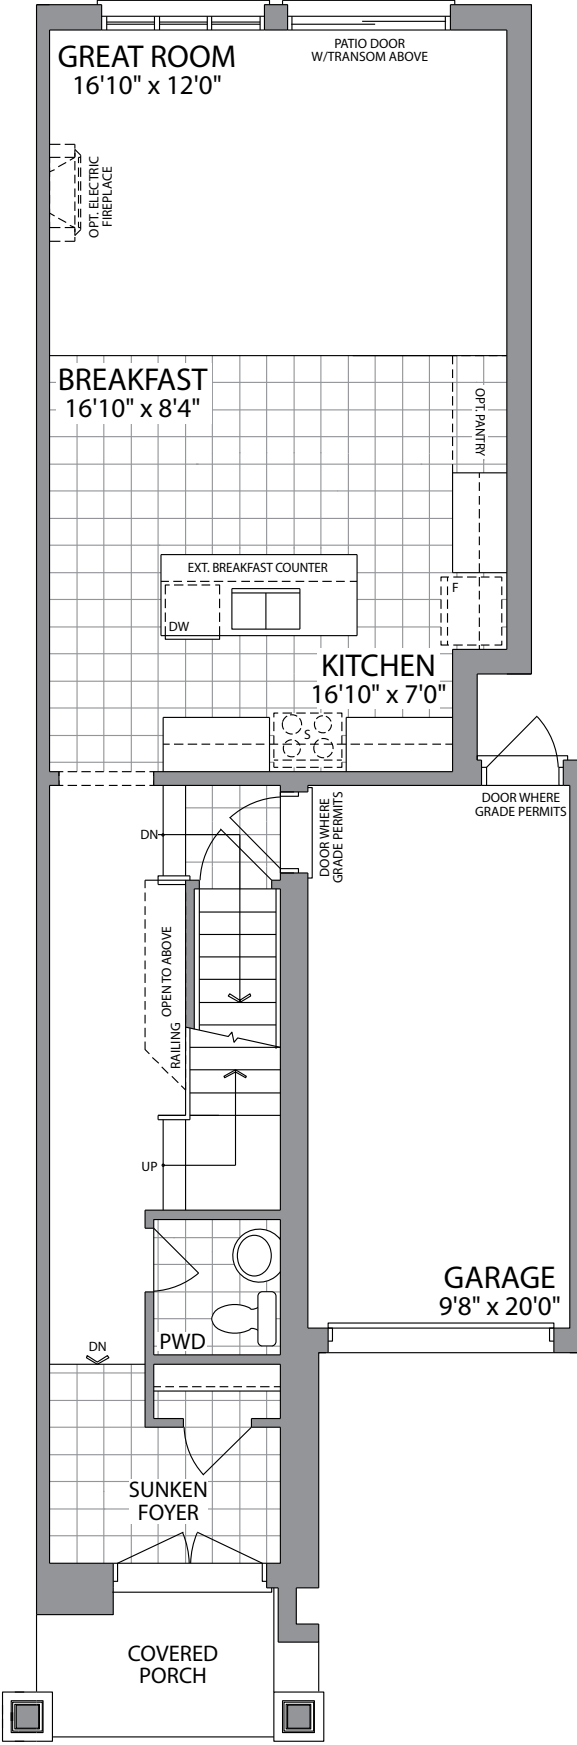 GREAT ROOM
16'10" x 12'0"
PATIO DOOR
W/TRANSOM ABOVE
OPT. ELECTRIC
FIREPLACE
BREAKFAST
16'10" x 8'4"
OPT. PANTRY
EXT. BREAKFAST COUNTER
F
DW
KITCHEN
16'10" x 7'0"
S
DOOR WHERE
GRADE PERMITS
DOOR WHERE
GRADE PERMITS
DN
OPEN TO ABOVE
RAILING
UP
GARAGE
9'8" x 20'0"
PWD
DN
SUNKEN
FOYER
COVERED
PORCH